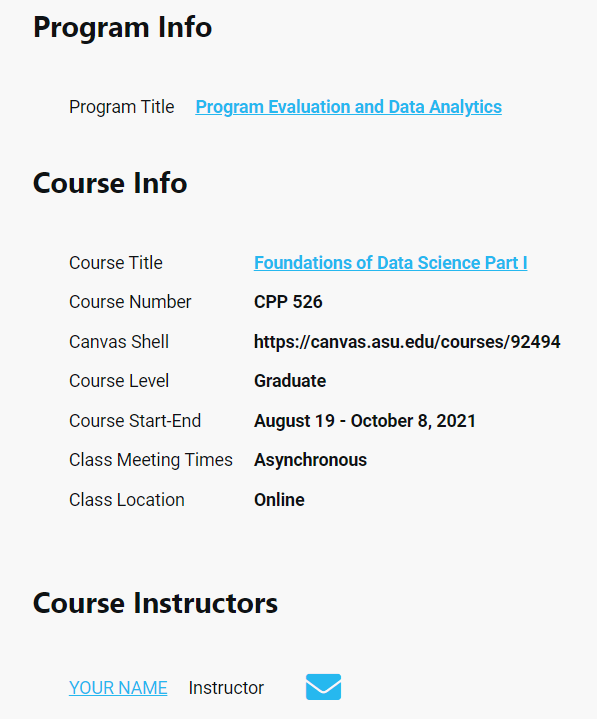 Program Info
Program Title Program Evaluation and Data Analytics
Course Info
Course Title Foundations of Data Science Part I
Course Number CPP 526
Canvas Shell https://canvas.asu.edu/courses/92494
Course Level Graduate
Course Start-End August 19 - October 8, 2021
Class Meeting Times Asynchronous
Class Location Online
Course Instructors
YOUR NAME Instructor